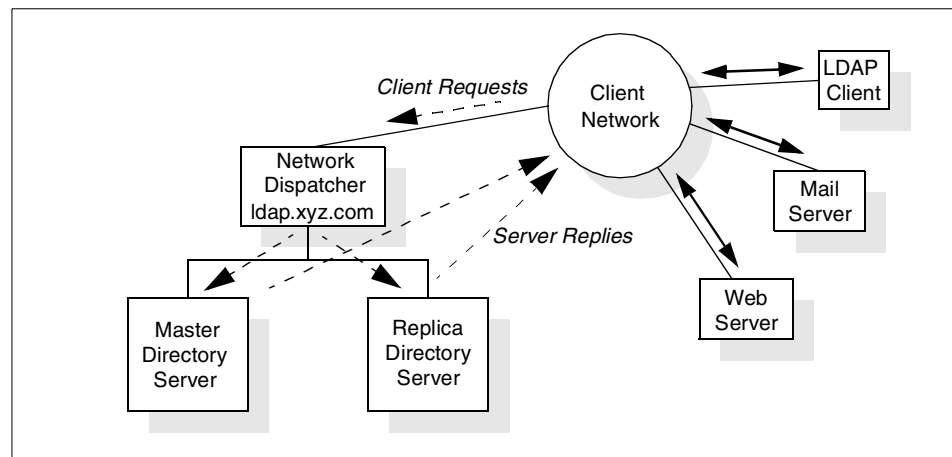 Client Requests
Client
Network
LDAP
Client
Network
Dispatcher
ldap.xyz.com
Mail
Server
Server Replies
Web
Server
Master
Directory
Server
Replica
Directory
Server